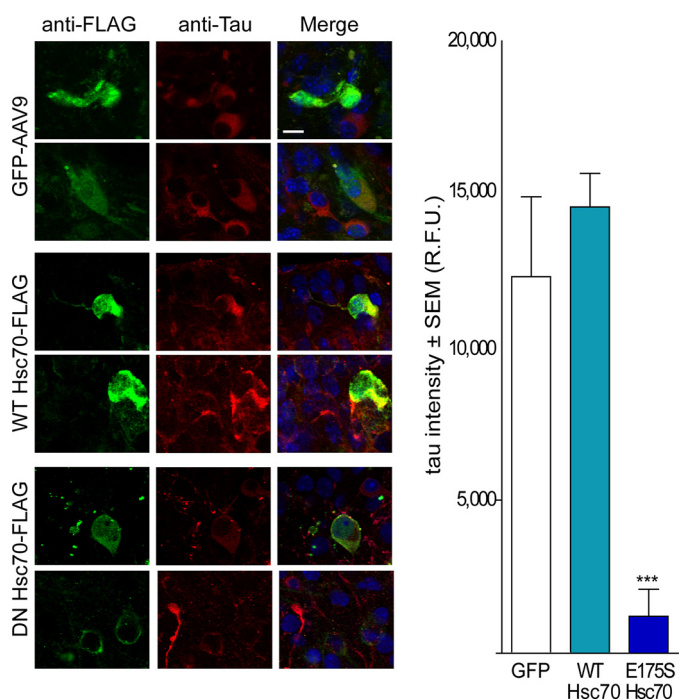 anti-FLAG anti-Tau Merge
GFP-AAV9
WT Hsc70-FLAG
DN Hsc70-FLAG
tau intensity ± SEM (R.F.U.)
20,000
15,000
10,000
5,000
***
GFP WT E175S
Hsc70 Hsc70